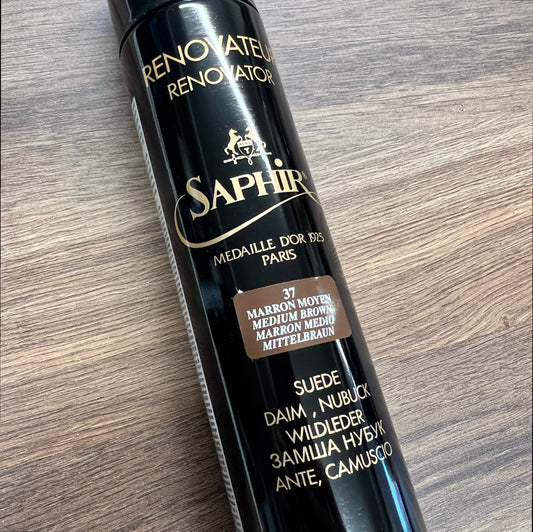 RENOVATEUR
RENOVATOR
SAPHIR®
MEDAILLE D'OR 1925
PARIS
37
MARRON MOYEN
MEDIUM BROWN
MARRON MEDIO
MITTELBRAUN
SUEDE
DAIM, NUBUCK
WILDLEDER
ЗАМША НУБУК
ANTE, CAMUSCIO